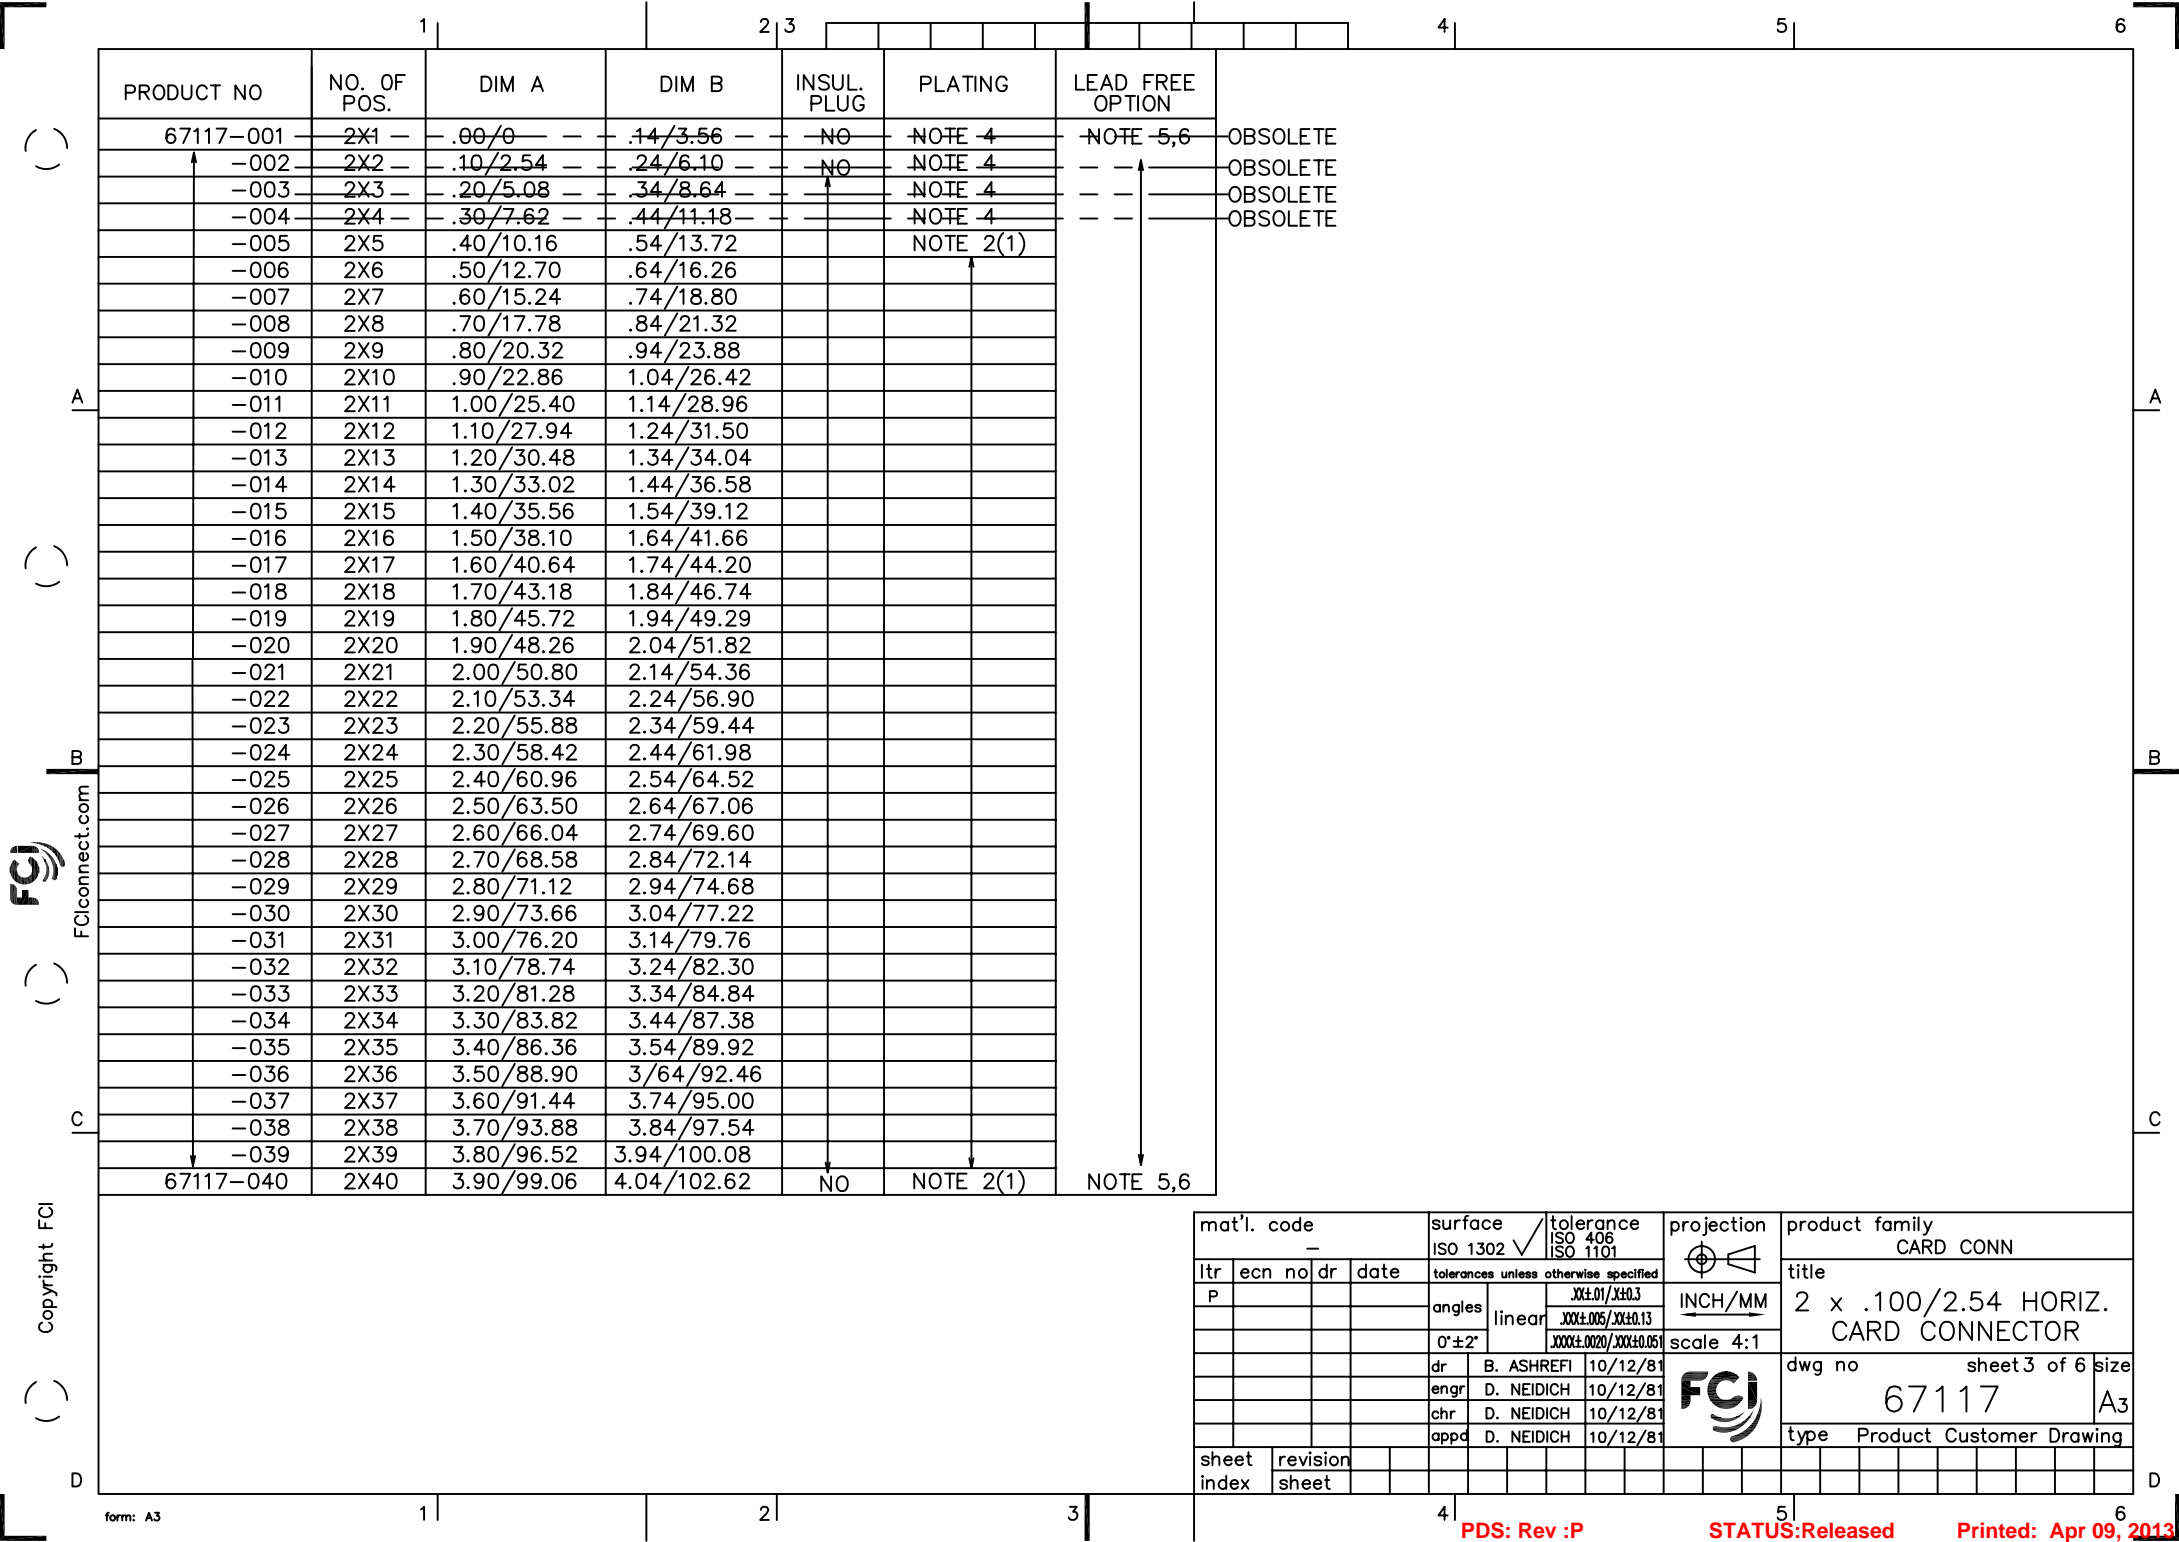 1 2 3 4 5 6
PRODUCT NO NO. OF POS. DIM A DIM B INSUL. PLUG PLATING LEAD FREE OPTION
67117-001 2X1 .00/0 .14/3.56 NO NOTE 4 NOTE 5,6 OBSOLETE
-002 2X2 .10/2.54 .24/6.10 NO NOTE 4 OBSOLETE
-003 2X3 .20/5.08 .34/8.64 NOTE 4 OBSOLETE
-004 2X4 .30/7.62 .44/11.18 NOTE 4 OBSOLETE
-005 2X5 .40/10.16 .54/13.72 NOTE 2(1)
-006 2X6 .50/12.70 .64/16.26
-007 2X7 .60/15.24 .74/18.80
-008 2X8 .70/17.78 .84/21.32
-009 2X9 .80/20.32 .94/23.88
-010 2X10 .90/22.86 1.04/26.42
A -011 2X11 1.00/25.40 1.14/28.96 A
-012 2X12 1.10/27.94 1.24/31.50
-013 2X13 1.20/30.48 1.34/34.04
-014 2X14 1.30/33.02 1.44/36.58
-015 2X15 1.40/35.56 1.54/39.12
-016 2X16 1.50/38.10 1.64/41.66
-017 2X17 1.60/40.64 1.74/44.20
-018 2X18 1.70/43.18 1.84/46.74
-019 2X19 1.80/45.72 1.94/49.29
-020 2X20 1.90/48.26 2.04/51.82
-021 2X21 2.00/50.80 2.14/54.36
-022 2X22 2.10/53.34 2.24/56.90
-023 2X23 2.20/55.88 2.34/59.44
B -024 2X24 2.30/58.42 2.44/61.98 B
-025 2X25 2.40/60.96 2.54/64.52
-026 2X26 2.50/63.50 2.64/67.06
-027 2X27 2.60/66.04 2.74/69.60
-028 2X28 2.70/68.58 2.84/72.14
-029 2X29 2.80/71.12 2.94/74.68
-030 2X30 2.90/73.66 3.04/77.22
-031 2X31 3.00/76.20 3.14/79.76
-032 2X32 3.10/78.74 3.24/82.30
-033 2X33 3.20/81.28 3.34/84.84
-034 2X34 3.30/83.82 3.44/87.38
-035 2X35 3.40/86.36 3.54/89.92
-036 2X36 3.50/88.90 3/64/92.46
-037 2X37 3.60/91.44 3.74/95.00
C -038 2X38 3.70/93.88 3.84/97.54 C
-039 2X39 3.80/96.52 3.94/100.08
67117-040 2X40 3.90/99.06 4.04/102.62 NO NOTE 2(1) NOTE 5,6
FCI
FCIconnect.com
Copyright FCI
mat'l. code
-
surface
ISO 1302
tolerance
ISO 406
ISO 1101
projection
product family
CARD CONN
ltr ecn no dr date
P
tolerances unless otherwise specified
angles
0°±2°
linear
.XX±.01/.X±0.3
.XXX±.005/.XX±0.13
.XXXX±.0020/.XXX±0.051
INCH/MM
scale 4:1
title
2 x .100/2.54 HORIZ.
CARD CONNECTOR
dr B. ASHREFI 10/12/81
engr D. NEIDICH 10/12/81
chr D. NEIDICH 10/12/81
appd D. NEIDICH 10/12/81
FCI
dwg no sheet 3 of 6 size
67117 A3
type Product Customer Drawing
sheet index
revision
sheet
D D
form: A3
1 2 3 4 5 6
PDS: Rev :P STATUS:Released Printed: Apr 09, 2013